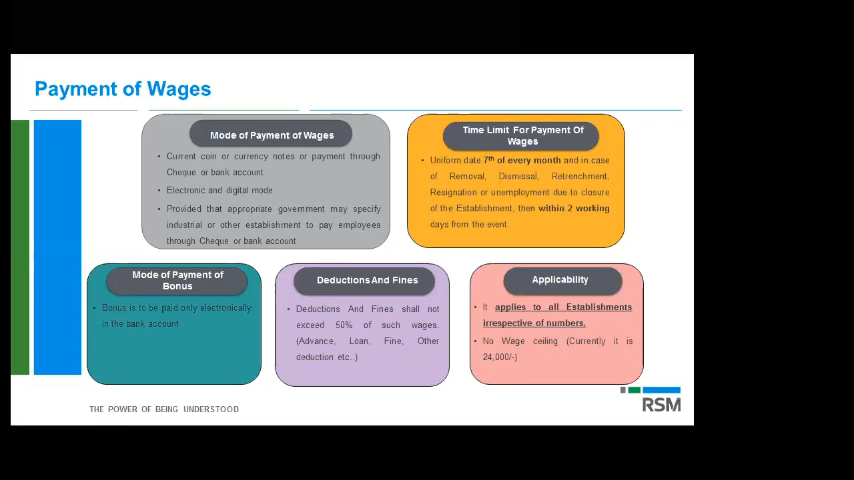 Payment of Wages
Mode of Payment of Wages
• Current coin or currency notes or payment through
Cheque or bank account
• Electronic and digital mode
• Provided that appropriate government may specify
industrial or other establishment to pay employees
through Cheque or bank account
Time Limit For Payment Of
Wages
• Uniform date 7th of every month and in case
of Removal, Dismissal, Retrenchment,
Resignation or unemployment due to closure
of the Establishment, then within 2 working
days from the event.
Mode of Payment of
Bonus
• Bonus is to be paid only electronically
in the bank account
Deductions And Fines
• Deductions And Fines shall not
exceed 50% of such wages.
(Advance, Loan, Fine, Other
deduction etc..)
Applicability
• It applies to all Establishments
irrespective of numbers.
• No Wage ceiling (Currently it is
24,000/-)
THE POWER OF BEING UNDERSTOOD
RSM